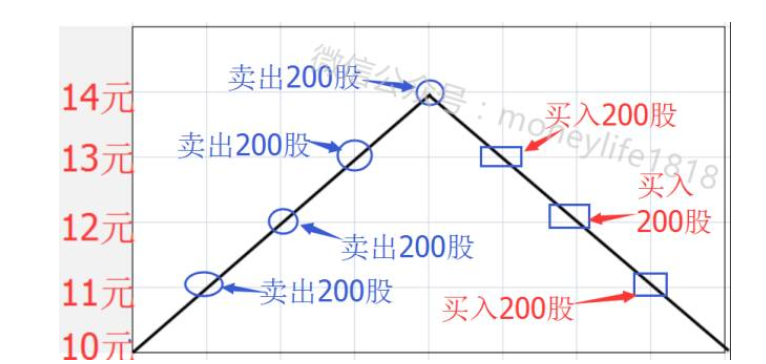 微信公众号：moneylife1818
14元
卖出200股
买入200股
13元
卖出200股
买入
200股
12元
卖出200股
11元
卖出200股
买入200股
10元